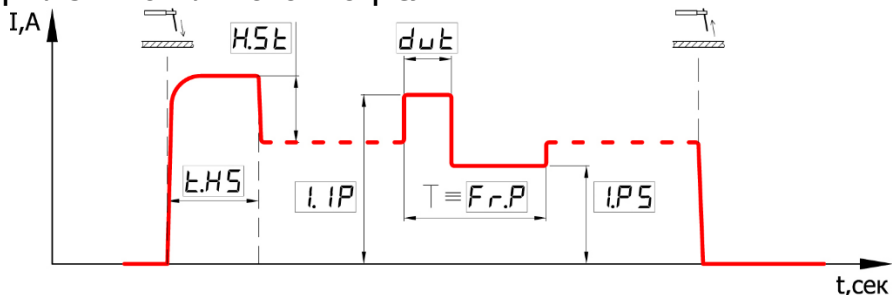 I,A
H.St
dut
t.HS
I.IP
T ≡ Fr.P
I.PS
t,сек